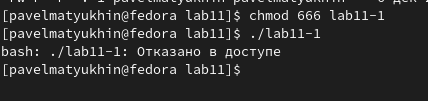 [pavelmatyukhin@fedora lab11]$ chmod 666 lab11-1
[pavelmatyukhin@fedora lab11]$ ./lab11-1
bash: ./lab11-1: Отказано в доступе
[pavelmatyukhin@fedora lab11]$